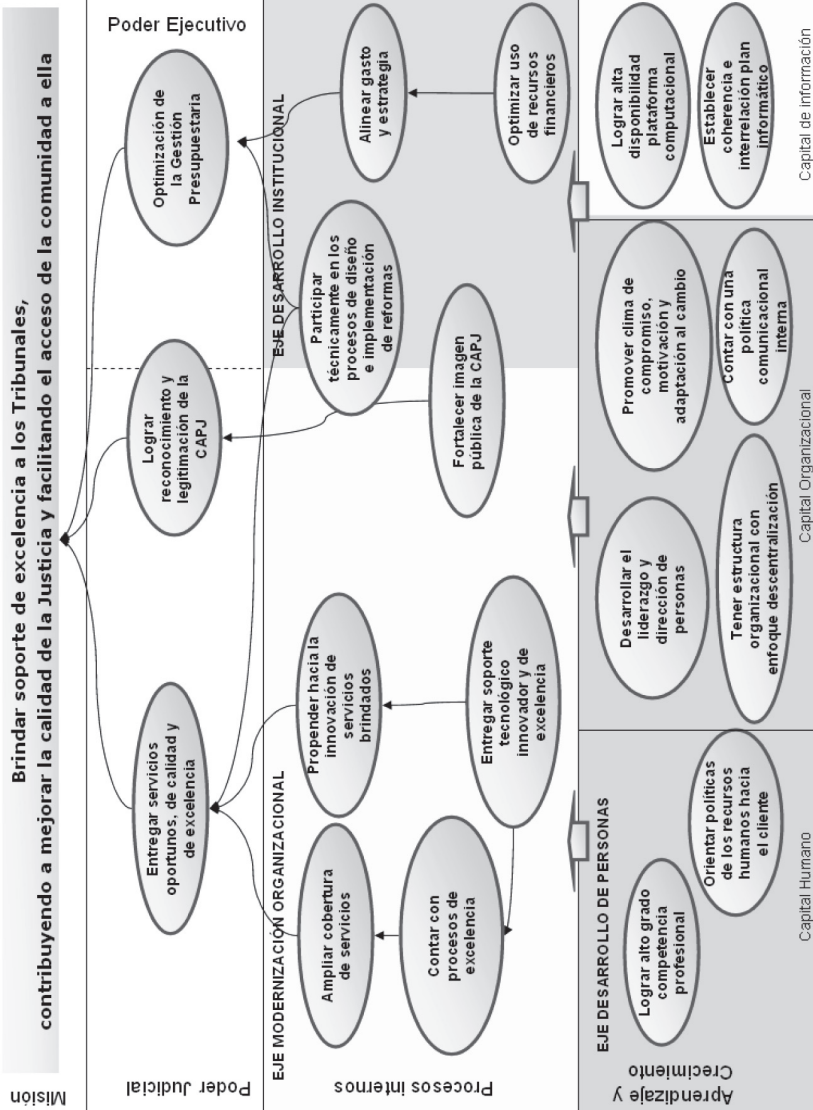 Misión
Brindar soporte de excelencia a los Tribunales,
contribuyendo a mejorar la calidad de la Justicia y facilitando el acceso de la comunidad a ella
Poder Judicial
Poder Ejecutivo
Entregar servicios
oportunos, de calidad y
de excelencia
Lograr
reconocimiento y
legitimación de la
CAPJ
Optimización de
la Gestión
Presupuestaria
Procesos internos
EJE MODERNIZACION ORGANIZACIONAL
EJE DESARROLLO INSTITUCIONAL
Ampliar cobertura
de servicios
Propender hacia la
innovación de
servicios
brindados
Participar
técnicamente en los
procesos de diseño
e implementación
de reformas
Alinear gasto
y estrategia
Contar con
procesos de
excelencia
Entregar soporte
tecnológico
innovador y de
excelencia
Fortalecer imagen
pública de la CAPJ
Optimizar uso
de recursos
financieros
Aprendizaje y
Crecimiento
EJE DESARROLLO DE PERSONAS
Lograr alto grado
competencia
profesional
Orientar políticas
de los recursos
humanos hacia
el cliente
Capital Humano
Desarrollar el
liderazgo y
dirección de
personas
Promover clima de
compromiso,
motivación y
adaptación al cambio
Tener estructura
organizacional con
enfoque descentralización
Contar con una
política
comunicacional
interna
Capital Organizacional
Lograr alta
disponibilidad
plataforma
computacional
Establecer
coherencia e
interrelación plan
informático
Capital de información